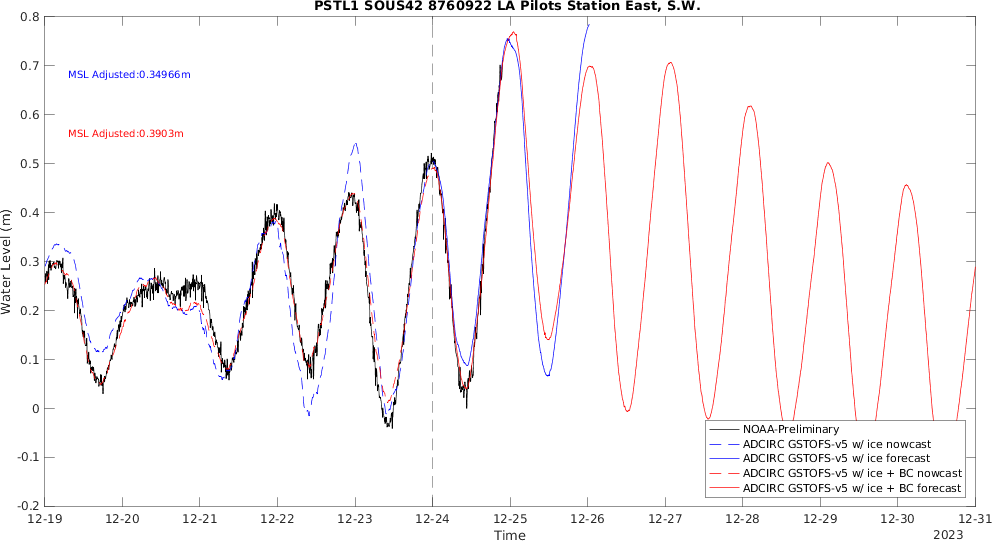 PSTL1 SOUS42 8760922 LA Pilots Station East, S.W.
0.8
0.7
0.6
0.5
0.4
0.3
0.2
0.1
0
-0.1
-0.2
Water Level (m)
MSL Adjusted:0.34966m
MSL Adjusted:0.3903m
NOAA-Preliminary
ADCIRC GSTOFS-v5 w/ ice nowcast
ADCIRC GSTOFS-v5 w/ ice forecast
ADCIRC GSTOFS-v5 w/ ice + BC nowcast
ADCIRC GSTOFS-v5 w/ ice + BC forecast
12-19 12-20 12-21 12-22 12-23 12-24 12-25 12-26 12-27 12-28 12-29 12-30 12-31
Time
2023